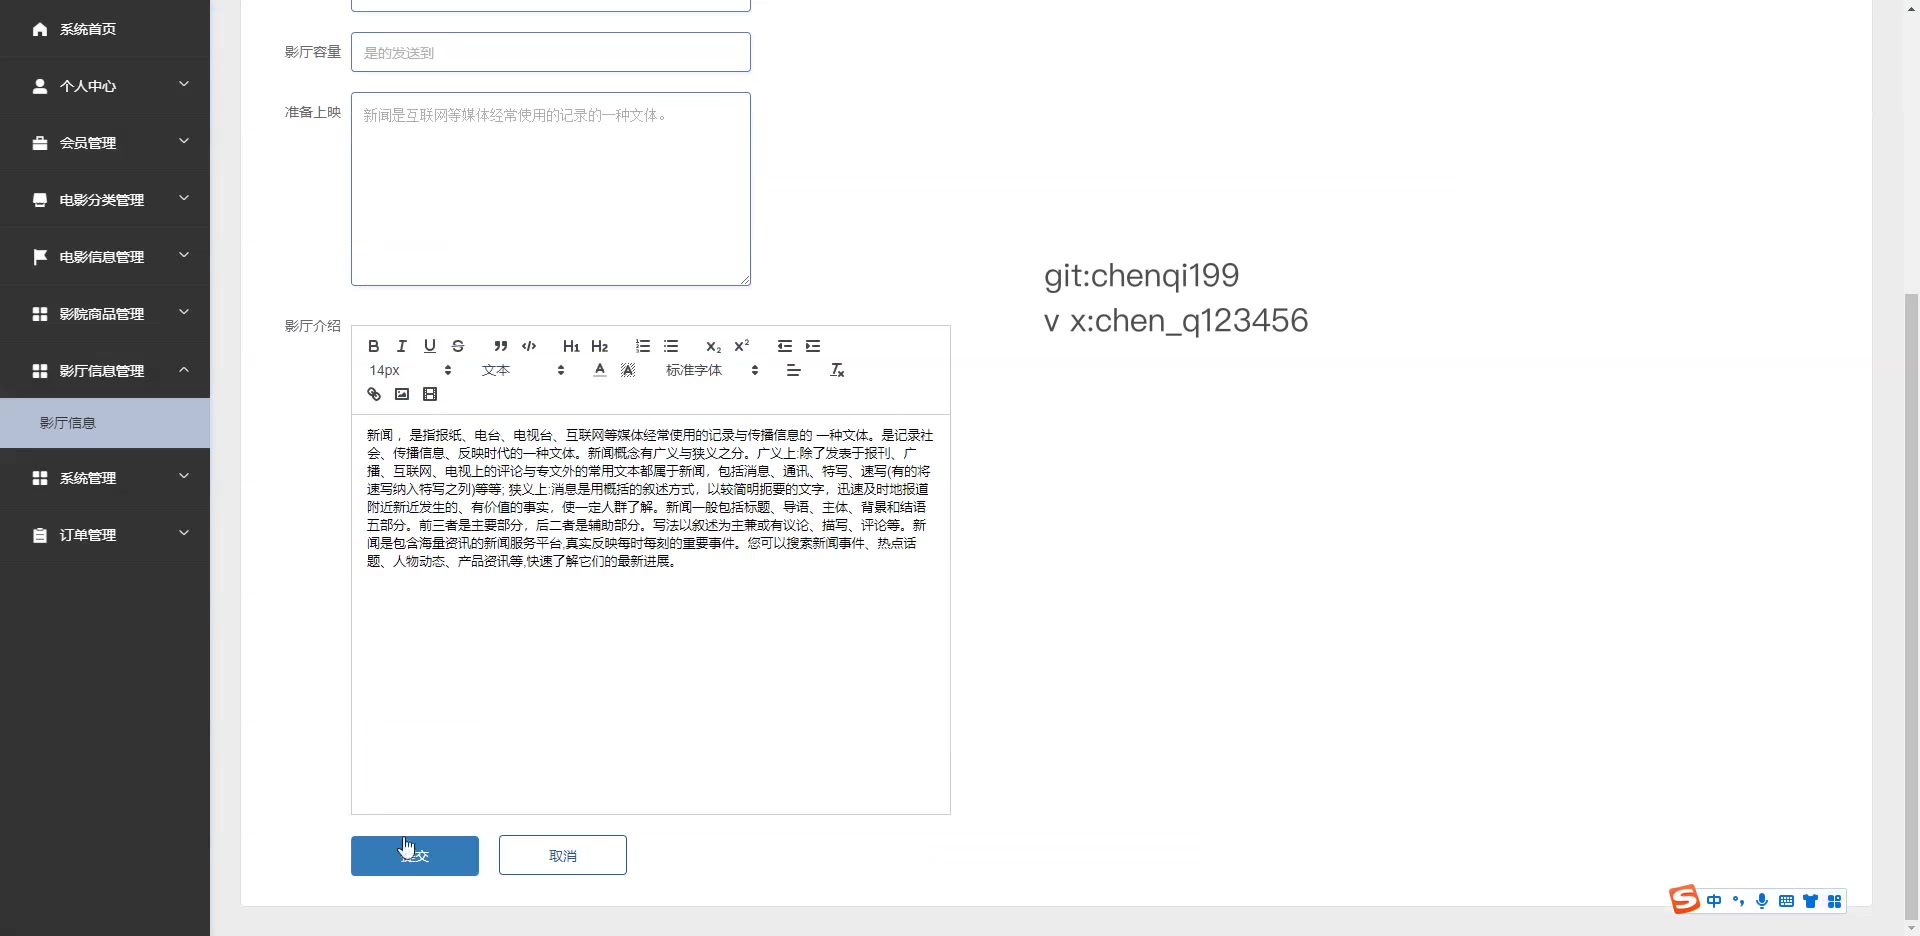 系统首页
个人中心
会员管理
电影分类管理
电影信息管理
影院商品管理
影厅信息管理
影厅信息
系统管理
订单管理
影厅容量
是的发送到
准备上映
新闻是互联网等媒体经常使用的记录的一种文体。
git:chenqi199
v x:chen_q123456
影厅介绍
B I U S H1 H2 X2 X2
14px 文本 A A 标准字体 Tx
新闻 ，是指报纸、电台、电视台、互联网等媒体经常使用的记录与传播信息的 一种文体。是记录社
会、传播信息、反映时代的一种文体。新闻概念有广义与狭义之分。广义上:除了发表于报刊、广
播、互联网、电视上的评论与专文外的常用文本都属于新闻，包括消息、通讯、特写、速写(有的将
速写纳入特写之列)等等; 狭义上:消息是用概括的叙述方式，以较简明扼要的文字，迅速及时地报道
附近新近发生的、有价值的事实，使一定人群了解。新闻一般包括标题、导语、主体、背景和结语
五部分。前三者是主要部分，后二者是辅助部分。写法以叙述为主兼或有议论、描写、评论等。新
闻是包含海量资讯的新闻服务平台,真实反映每时每刻的重要事件。您可以搜索新闻事件、热点话
题、人物动态、产品资讯等,快速了解它们的最新进展。
提交
取消
S 中